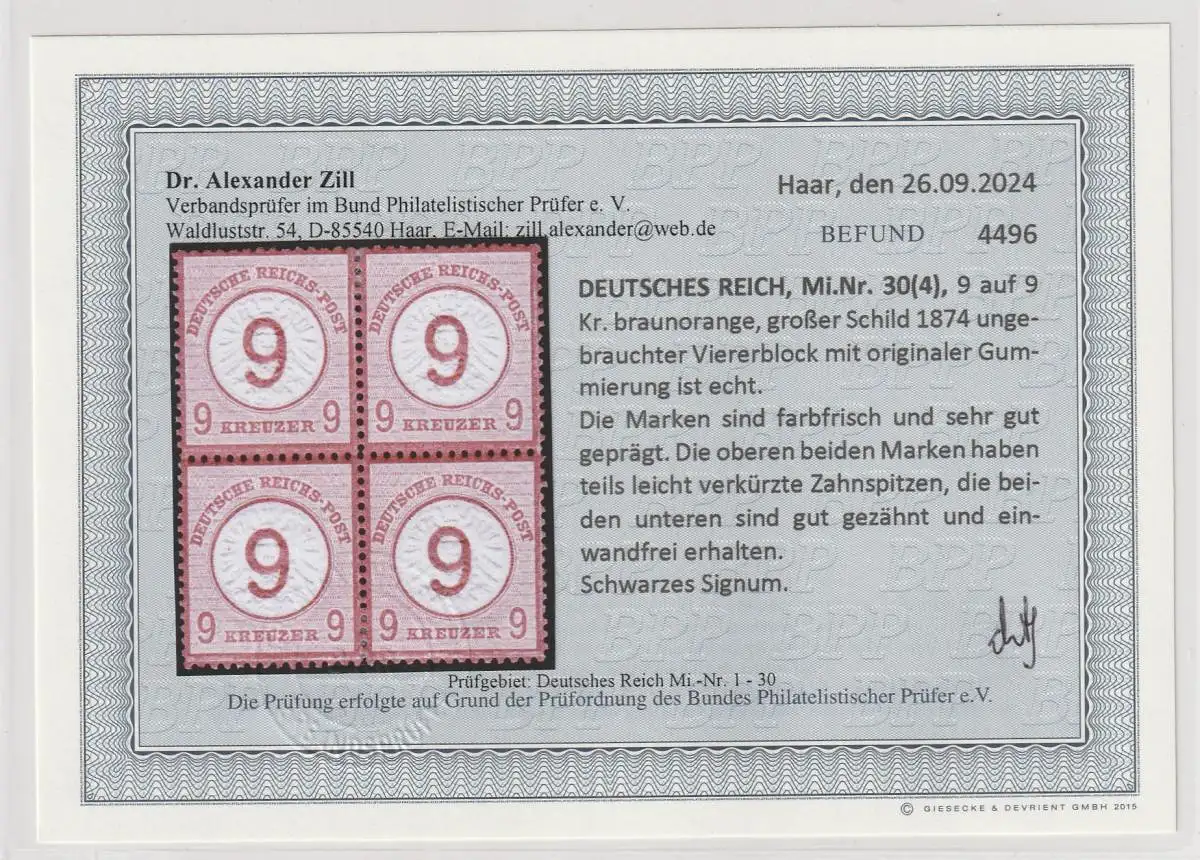 Dr. Alexander Zill
Verbandsprüfer im Bund Philatelistischer Prüfer e. V.
Waldluststr. 54, D-85540 Haar. E-Mail: zill.alexander@web.de
Haar, den 26.09.2024
BEFUND 4496
DEUTSCHES REICH, Mi.Nr. 30(4), 9 auf 9
Kr. braunorange, großer Schild 1874 unge-
brauchter Viererblock mit originaler Gum-
mierung ist echt.
Die Marken sind farbfrisch und sehr gut
geprägt. Die oberen beiden Marken haben
teils leicht verkürzte Zahnspitzen, die bei-
den unteren sind gut gezähnt und ein-
wandfrei erhalten.
Schwarzes Signum.
DEUTSCHE REICHS-POST
9
9 KREUZER 9
DEUTSCHE REICHS-POST
9
9 KREUZER 9
DEUTSCHE REICHS-POST
9
9 KREUZER 9
DEUTSCHE REICHS-POST
9
9 KREUZER 9
Prüfgebiet: Deutsches Reich Mi.-Nr. 1 - 30
Die Prüfung erfolgte auf Grund der Prüfordnung des Bundes Philatelistischer Prüfer e.V.
© GIESECKE & DEVRIENT GMBH 2015
BPP BPP BPP BPP